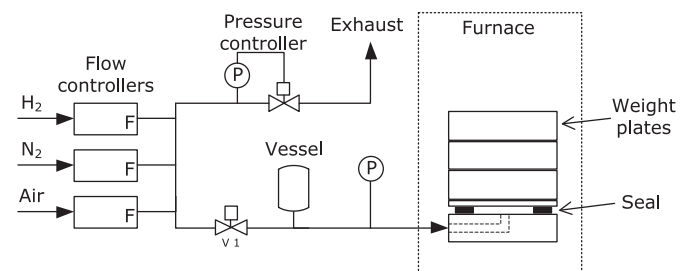 Pressure
controller
Exhaust
Furnace
Flow
controllers
P
H₂
F
Weight
plates
N₂
F
Vessel
P
Air
F
Seal
V 1